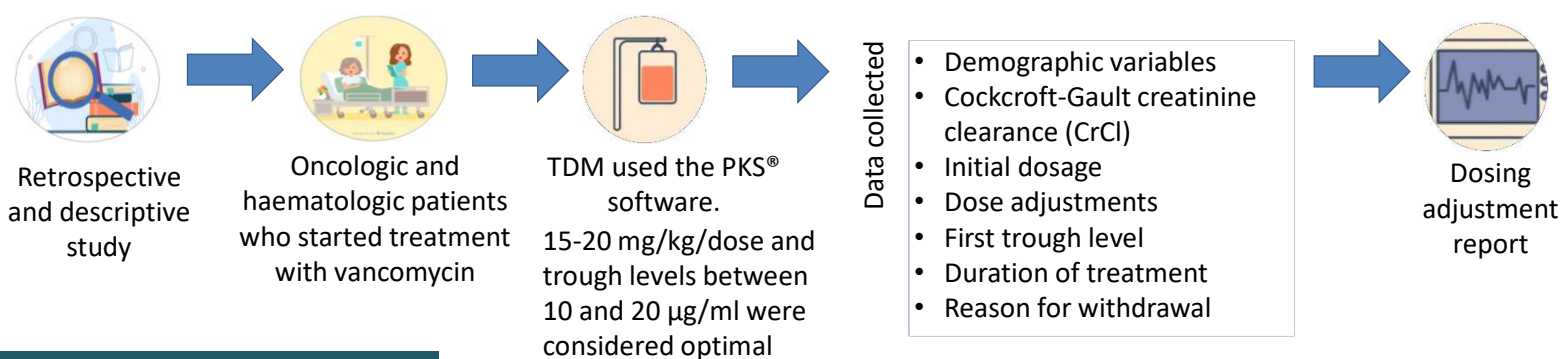 Retrospective
and descriptive
study
Oncologic and
haematologic patients
who started treatment
with vancomycin
TDM used the PKS®
software.
15-20 mg/kg/dose and
trough levels between
10 and 20 µg/ml were
considered optimal
Data collected
• Demographic variables
• Cockcroft-Gault creatinine
clearance (CrCl)
• Initial dosage
• Dose adjustments
• First trough level
• Duration of treatment
• Reason for withdrawal
Dosing
adjustment
report